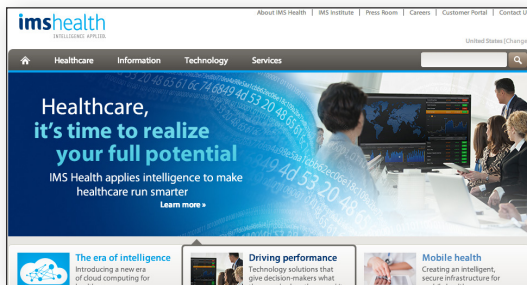 About IMS Health | IMS Institute | Press Room | Careers | Customer Portal | Contact U
imshealth
INTELLIGENCE APPLIED
United States |Change
Healthcare Information Technology Services
Healthcare,
it's time to realize
your full potential
IMS Health applies intelligence to make
healthcare run smarter
Learn more »
The era of intelligence
Introducing a new era
of cloud computing for
Driving performance
Technology solutions that
give decision-makers what
Mobile health
Creating an intelligent,
secure infrastructure for